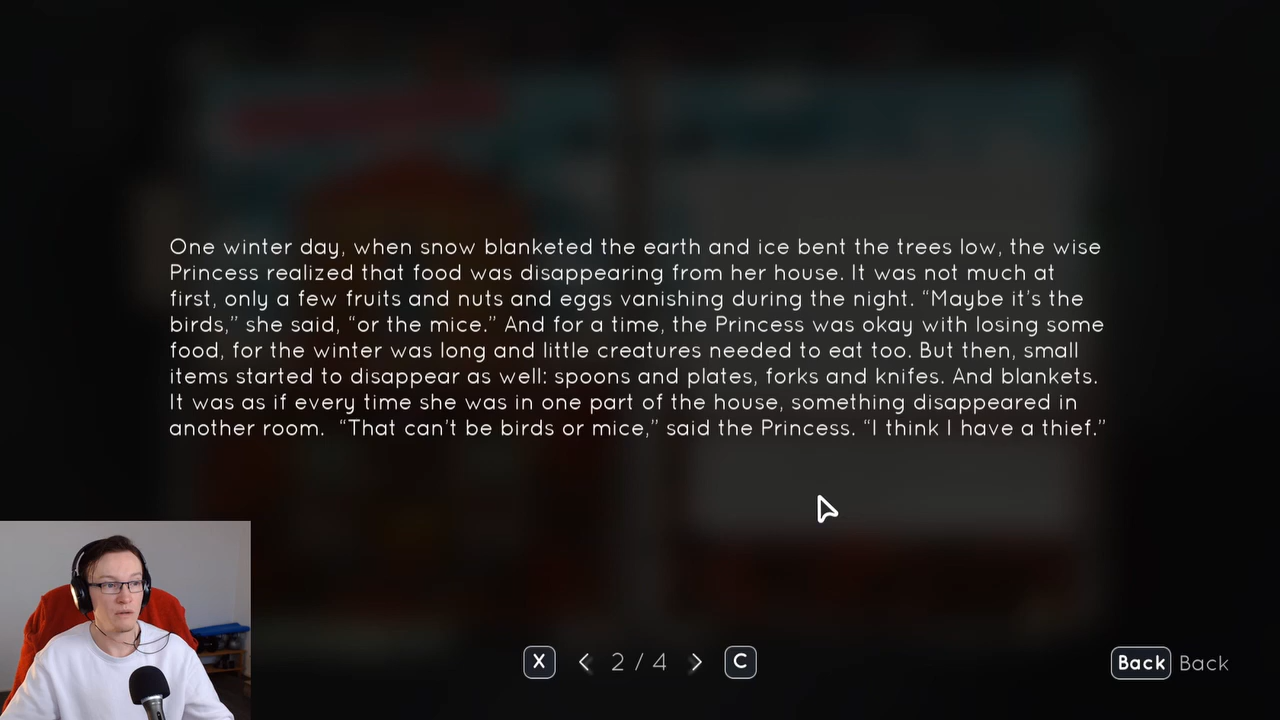 One winter day, when snow blanketed the earth and ice bent the trees low, the wise
Princess realized that food was disappearing from her house. It was not much at
first, only a few fruits and nuts and eggs vanishing during the night. “Maybe it’s the
birds,” she said, “or the mice.” And for a time, the Princess was okay with losing some
food, for the winter was long and little creatures needed to eat too. But then, small
items started to disappear as well: spoons and plates, forks and knifes. And blankets.
It was as if every time she was in one part of the house, something disappeared in
another room.  “That can’t be birds or mice,” said the Princess. “I think I have a thief.”
X < 2 / 4 > C
Back Back